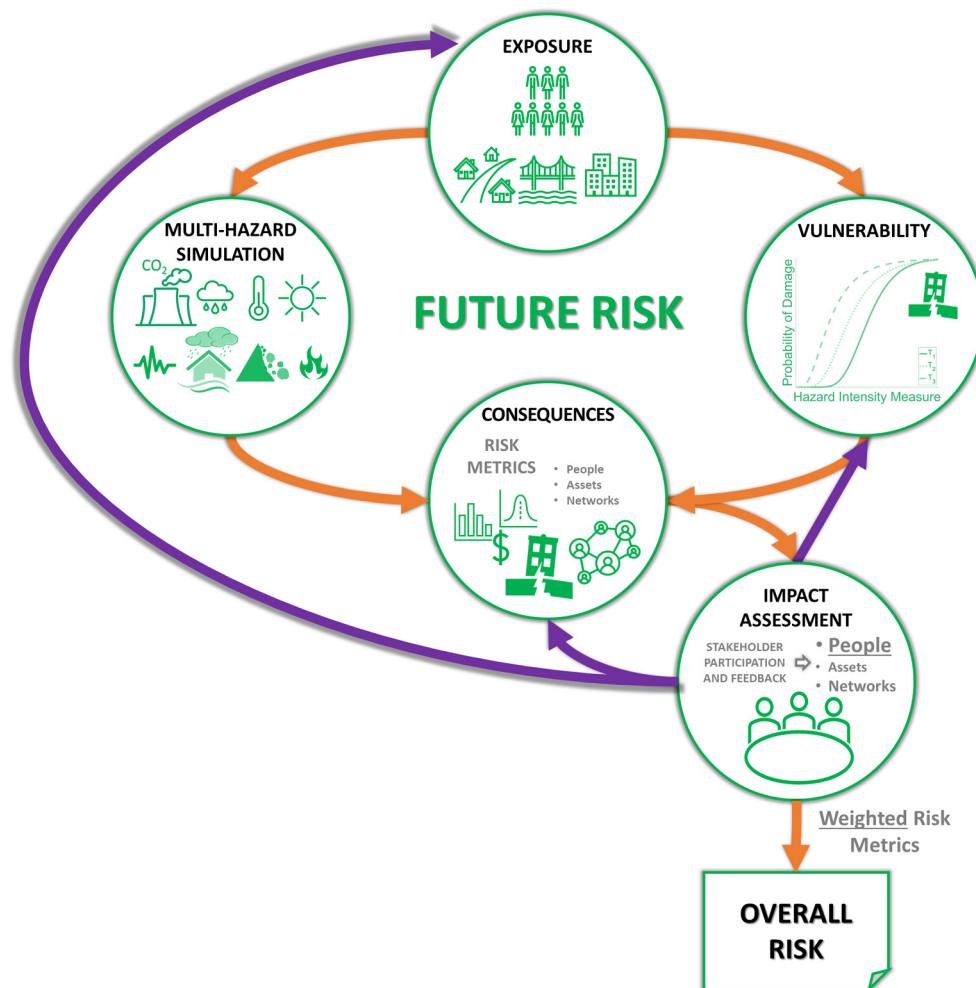 EXPOSURE
MULTI-HAZARD
SIMULATION
CO2
FUTURE RISK
VULNERABILITY
Probability of Damage
T1
T2
T3
Hazard Intensity Measure
CONSEQUENCES
RISK
METRICS
• People
• Assets
• Networks
$
IMPACT
ASSESSMENT
STAKEHOLDER
PARTICIPATION
AND FEEDBACK
• People
• Assets
• Networks
Weighted Risk
Metrics
OVERALL
RISK